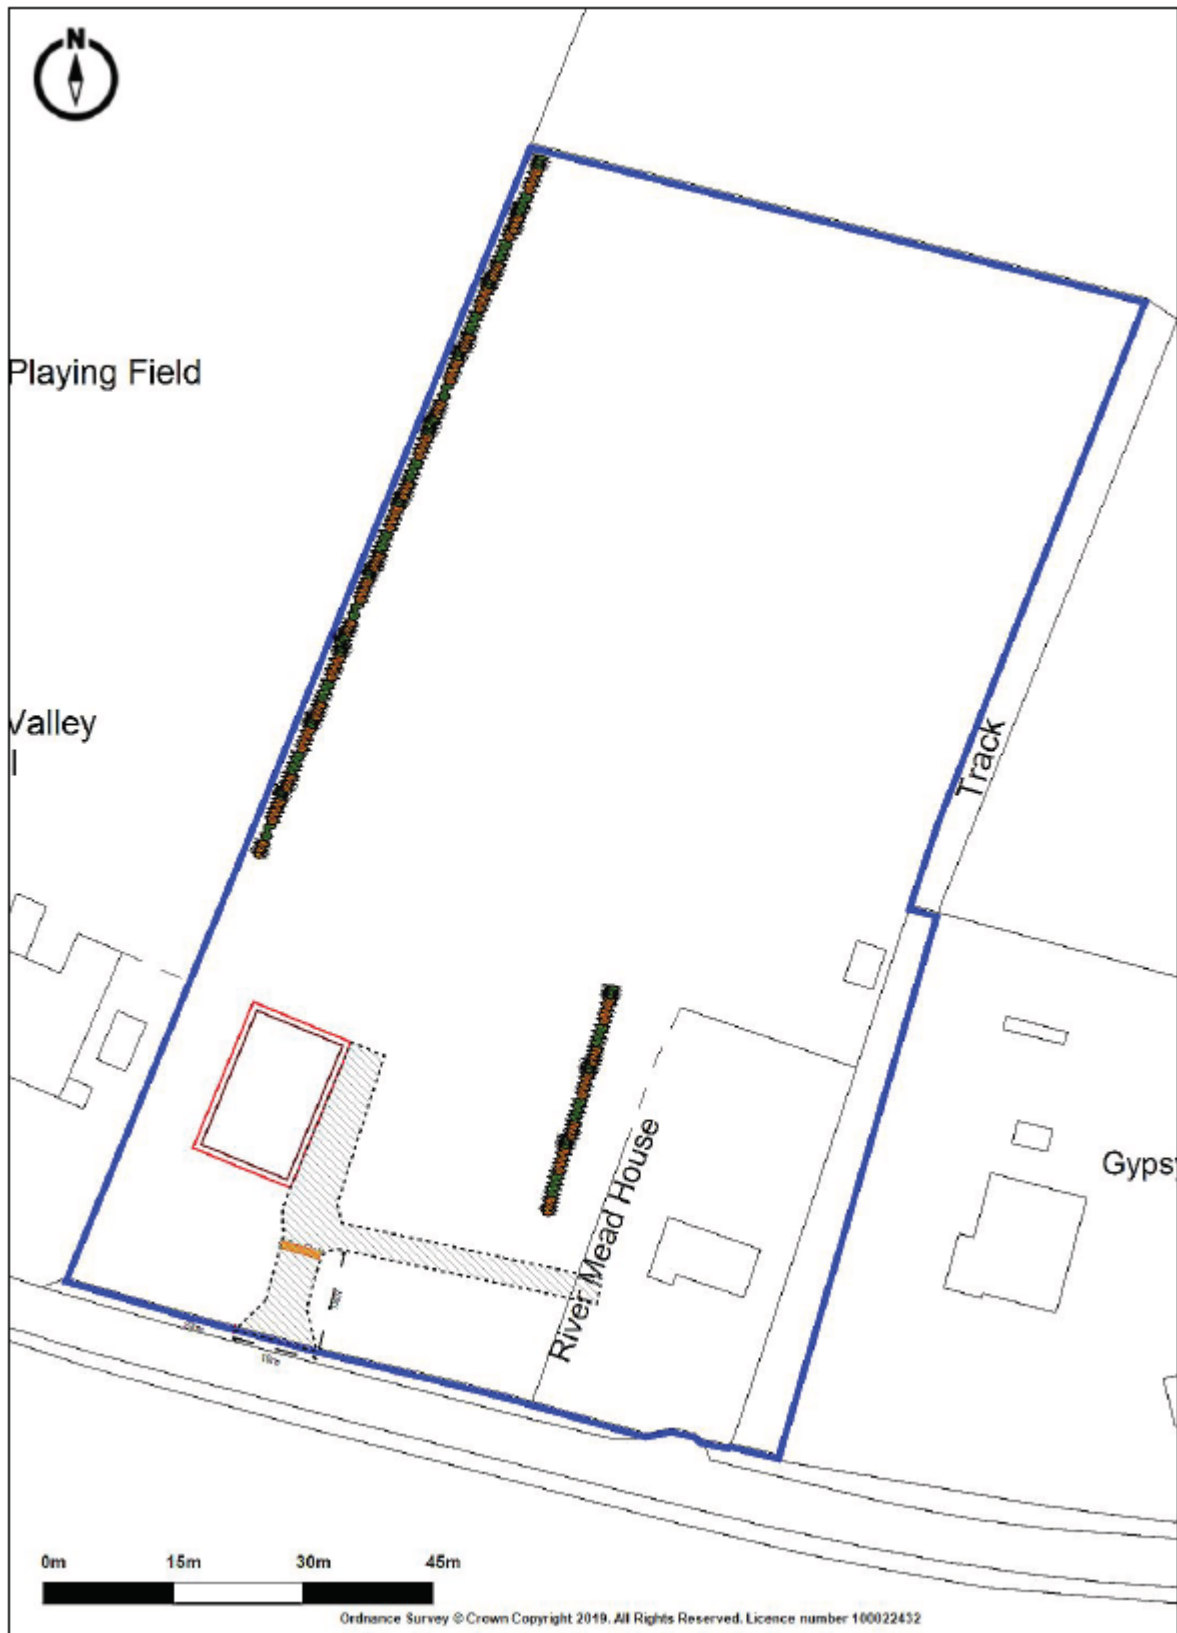 N
Playing Field
Valley
l
Track
River Mead House
Gypsy
0m 15m 30m 45m
Ordnance Survey © Crown Copyright 2019. All Rights Reserved. Licence number 100022432